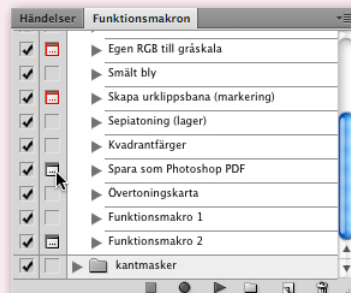 Händelser Funktionsmakron
Egen RGB till gråskala
Smält bly
Skapa urklippsbana (markering)
Sepiatoning (lager)
Kvadrantfärger
Spara som Photoshop PDF
Övertoningskarta
Funktionsmakro 1
Funktionsmakro 2
kantmasker